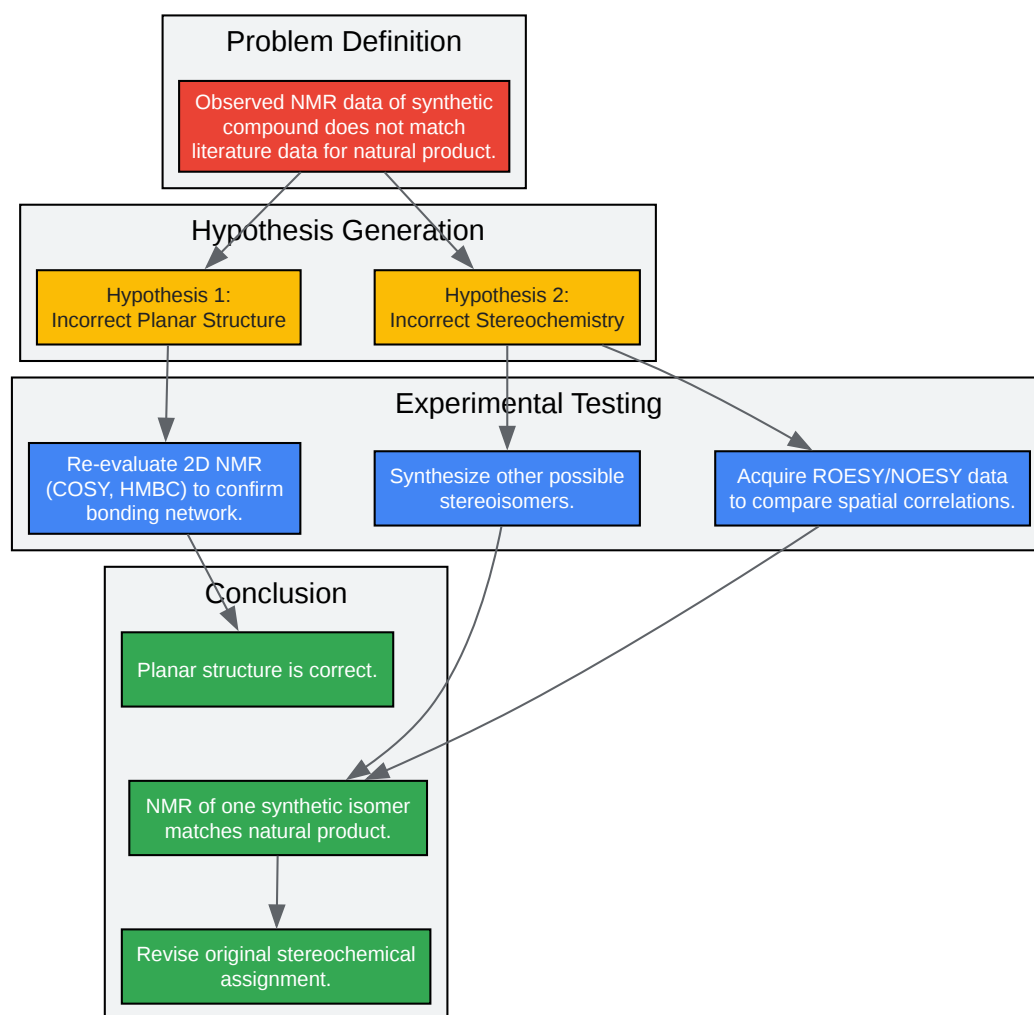 Problem Definition
Observed NMR data of synthetic
compound does not match
literature data for natural product.
Hypothesis Generation
Hypothesis 1:
Incorrect Planar Structure
Hypothesis 2:
Incorrect Stereochemistry
Experimental Testing
Re-evaluate 2D NMR
(COSY, HMBC) to confirm
bonding network.
Synthesize other possible
stereoisomers.
Acquire ROESY/NOESY data
to compare spatial correlations.
Conclusion
Planar structure is correct.
NMR of one synthetic isomer
matches natural product.
Revise original stereochemical
assignment.